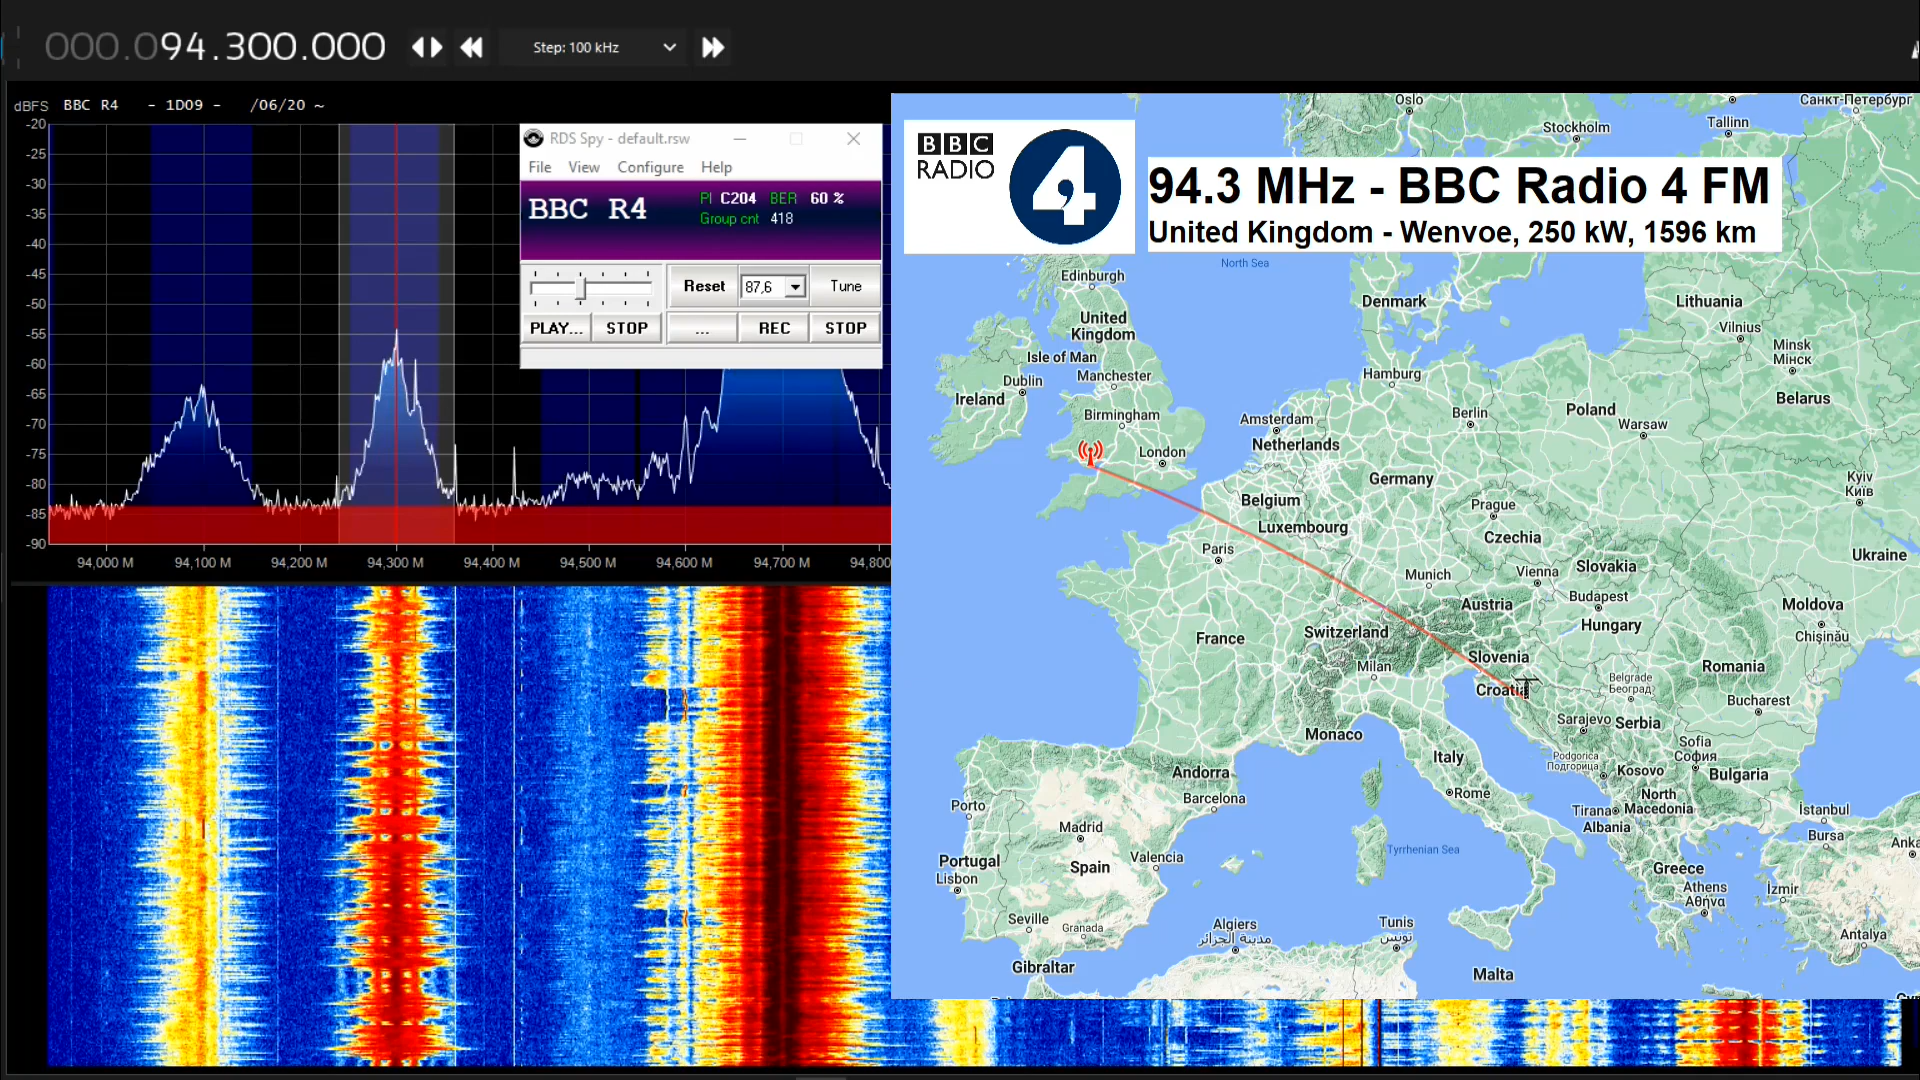 000.094.300.000
Step: 100 kHz
dBFS BBC R4 - 1D09 - /06/20 ~
-20
-25
-30
-35
-40
-45
-50
-55
-60
-65
-70
-75
-80
-85
-90
94,000 M 94,100 M 94,200 M 94,300 M 94,400 M 94,500 M 94,600 M 94,700 M 94,800
RDS Spy - default.rsw
File View Configure Help
BBC R4
PI C204 BER 60 %
Group cnt 418
Reset 87,6 Tune
PLAY... STOP ... REC STOP
BBC
RADIO
4
94.3 MHz - BBC Radio 4 FM
United Kingdom - Wenvoe, 250 kW, 1596 km
Oslo
Санкт-Петербург
Stockholm
Tallinn
North Sea
Edinburgh
United
Kingdom
Denmark
Lithuania
Vilnius
Isle of Man
Minsk
Мінск
Dublin
Manchester
Hamburg
Ireland
Belarus
Birmingham
Amsterdam
Berlin
Poland
Warsaw
Netherlands
London
Germany
Kyiv
Київ
Belgium
Prague
Luxembourg
Czechia
Paris
Ukraine
Munich
Vienna
Slovakia
Austria
Budapest
Moldova
Hungary
Chișinău
France
Switzerland
Slovenia
Milan
Romania
Croatia
Belgrade
Београд
Bucharest
Sarajevo
Serbia
Monaco
Sofia
София
Italy
Podgorica
Подгорица
Kosovo
Bulgaria
Andorra
Barcelona
Rome
North
Macedonia
Porto
Tirana
Albania
İstanbul
Bursa
Anka
Madrid
Tyrrhenian Sea
Portugal
Lisbon
Spain
Valencia
Greece
Athens
Αθήνα
İzmir
Seville
Granada
Algiers
مدينة الجزائر
Tunis
تونس
Antalya
Gibraltar
Malta